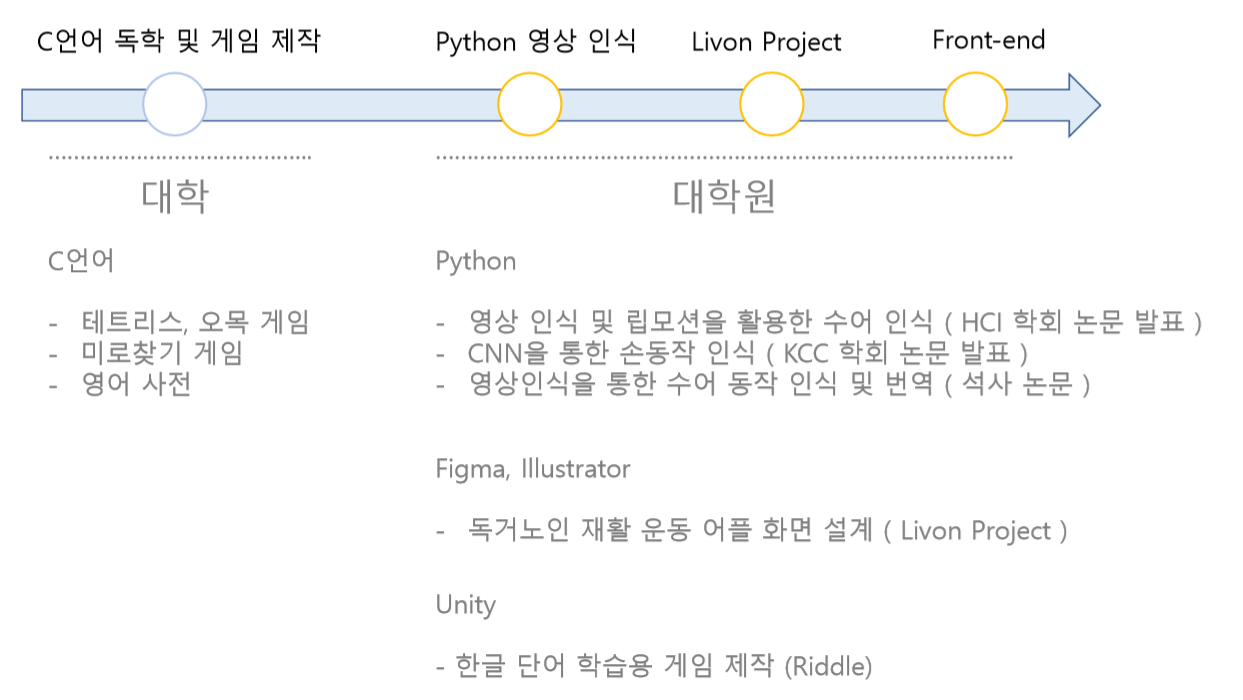 C언어 독학 및 게임 제작
Python 영상 인식
Livon Project
Front-end
대학
대학원
C언어
- 테트리스, 오목 게임
- 미로찾기 게임
- 영어 사전
Python
- 영상 인식 및 립모션을 활용한 수어 인식 ( HCI 학회 논문 발표 )
- CNN을 통한 손동작 인식 ( KCC 학회 논문 발표 )
- 영상인식을 통한 수어 동작 인식 및 번역 ( 석사 논문 )
Figma, Illustrator
- 독거노인 재활 운동 어플 화면 설계 ( Livon Project )
Unity
- 한글 단어 학습용 게임 제작 (Riddle)